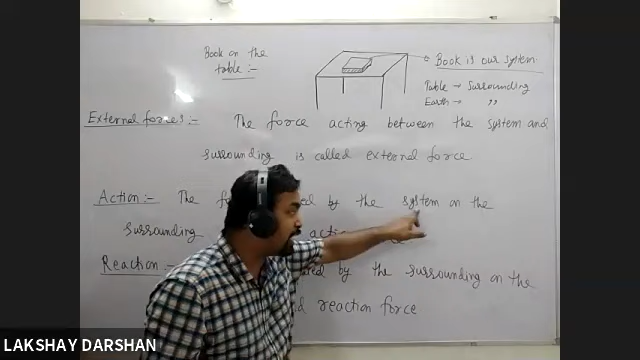 Book on the
table :-
Book is our system.
Table → Surrounding
Earth → "
External forces :- The force acting between the system and
surrounding is called external force
Action :- The by the system on the
surrounding
Reaction :- by the surrounding on the
reaction force
LAKSHAY DARSHAN